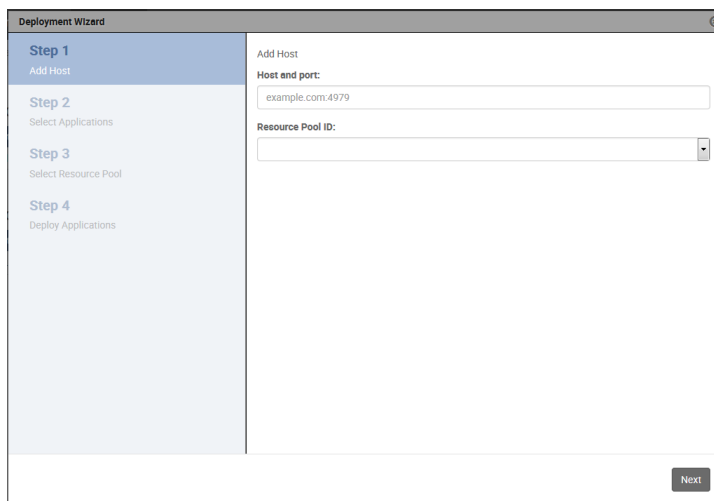 Deployment Wizard
Step 1
Add Host
Step 2
Select Applications
Step 3
Select Resource Pool
Step 4
Deploy Applications
Add Host
Host and port:
example.com:4979
Resource Pool ID:
Next